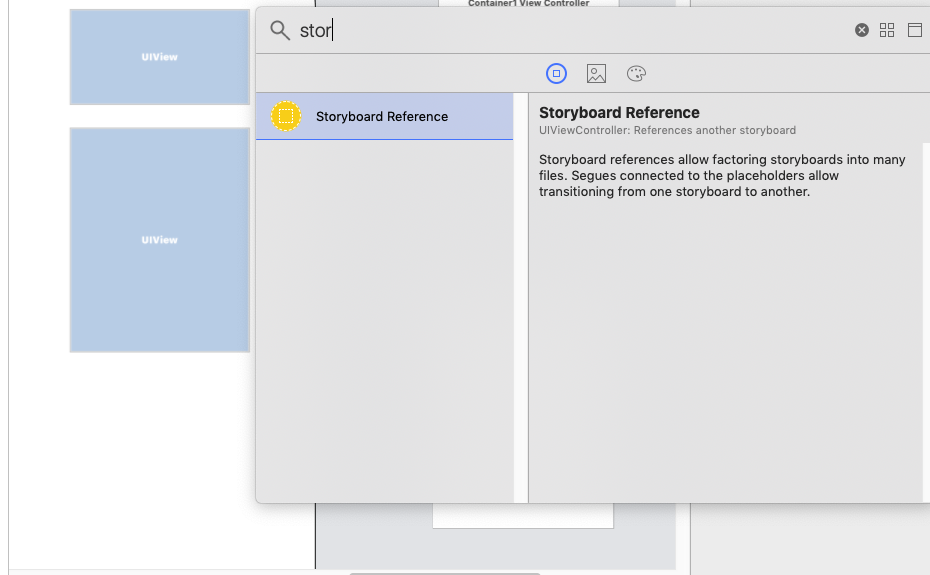 Container1 View Controller
stor
UIView
Storyboard Reference
Storyboard Reference
UIViewController: References another storyboard
Storyboard references allow factoring storyboards into many
files. Segues connected to the placeholders allow
transitioning from one storyboard to another.
UIView